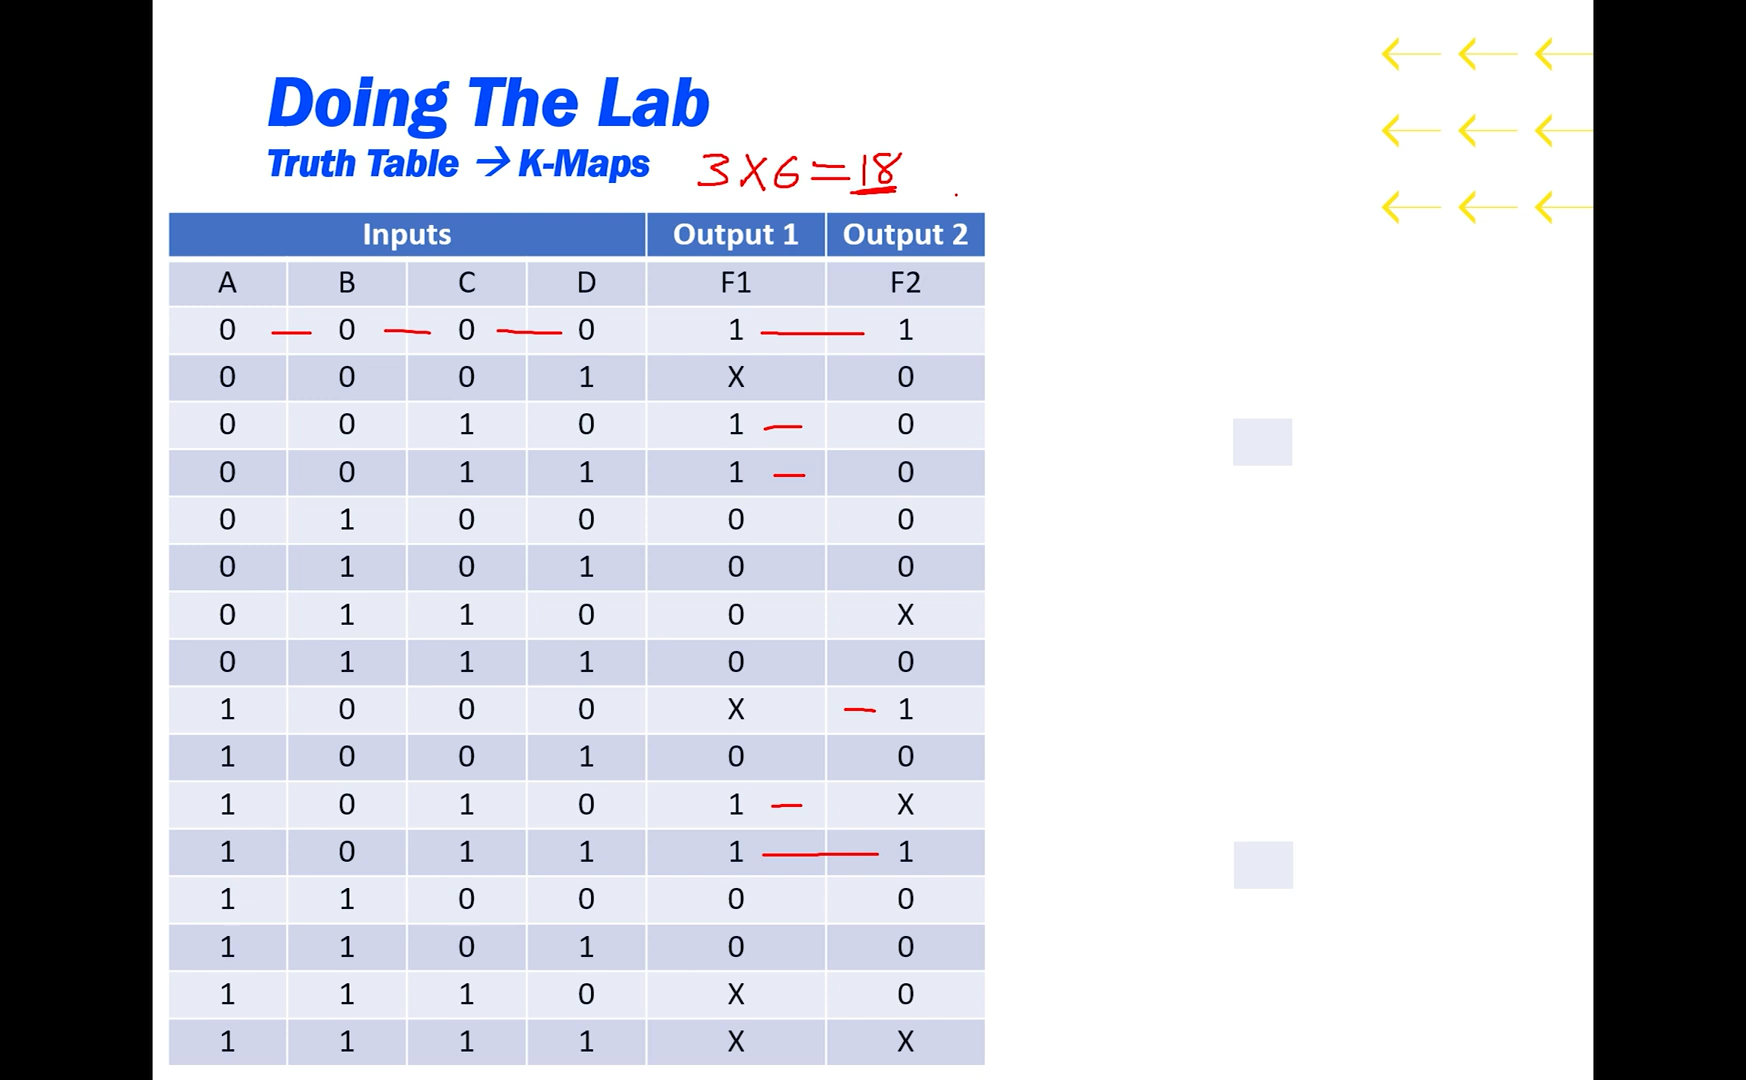 Doing The Lab
Truth Table → K-Maps 3X6=18
Inputs Output 1 Output 2
A B C D F1 F2
0 0 0 0 1 1
0 0 0 1 X 0
0 0 1 0 1 0
0 0 1 1 1 0
0 1 0 0 0 0
0 1 0 1 0 0
0 1 1 0 0 X
0 1 1 1 0 0
1 0 0 0 X 1
1 0 0 1 0 0
1 0 1 0 1 X
1 0 1 1 1 1
1 1 0 0 0 0
1 1 0 1 0 0
1 1 1 0 X 0
1 1 1 1 X X